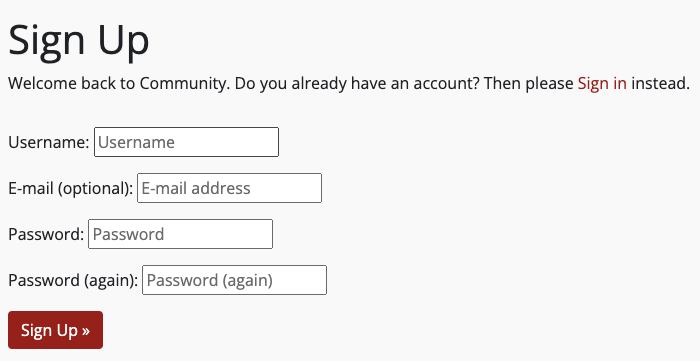 Sign Up
Welcome back to Community. Do you already have an account? Then please Sign in instead.
Username: Username
E-mail (optional): E-mail address
Password: Password
Password (again): Password (again)
Sign Up »